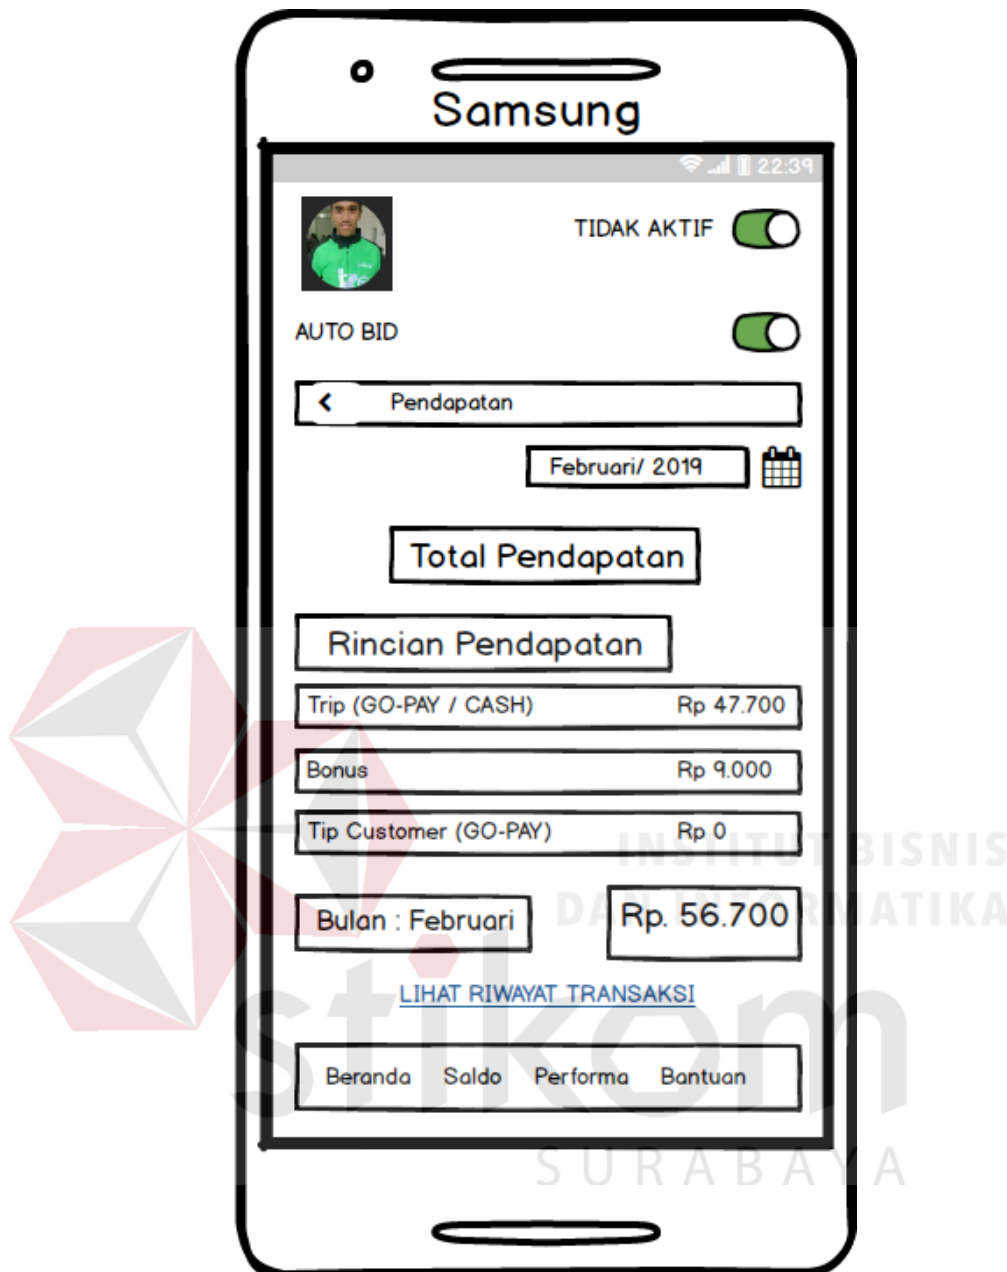 Samsung
22:39
TIDAK AKTIF
AUTO BID
Pendapatan
Februari/ 2019
Total Pendapatan
Rincian Pendapatan
Trip (GO-PAY / CASH) Rp 47.700
Bonus Rp 9.000
Tip Customer (GO-PAY) Rp 0
INSTITUT BISNIS
DAN INFORMATIKA
Bulan : Februari Rp. 56.700
LIHAT RIWAYAT TRANSAKSI
stikom
Beranda Saldo Performa Bantuan
SURABAYA